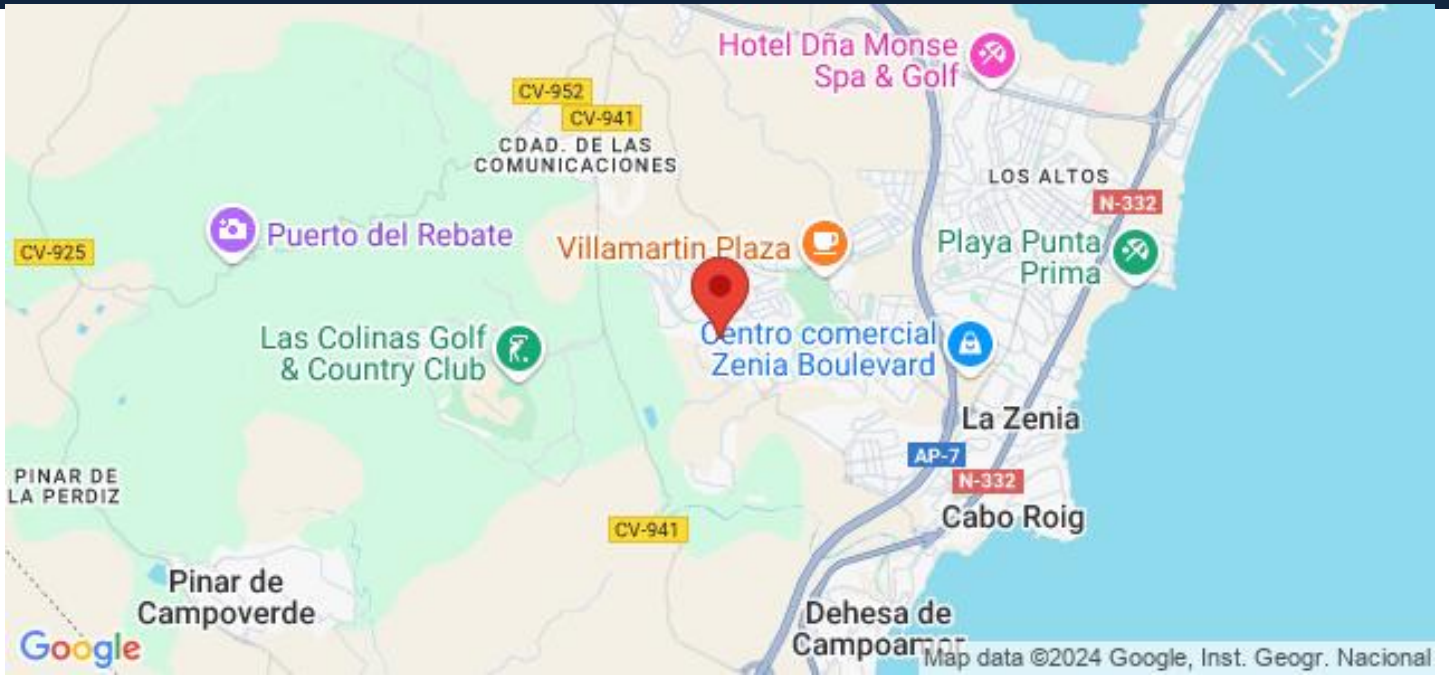 Hotel Dña Monse
Spa & Golf
CV-952
CV-941
CDAD. DE LAS
COMUNICACIONES
LOS ALTOS
N-332
Puerto del Rebate
CV-925
Villamartin Plaza
Playa Punta
Prima
Las Colinas Golf
& Country Club
Centro comercial
Zenia Boulevard
La Zenia
AP-7
N-332
PINAR DE
LA PERDIZ
Cabo Roig
CV-941
Pinar de
Campoverde
Dehesa de
Campoamor
Google
Map data ©2024 Google, Inst. Geogr. Nacional